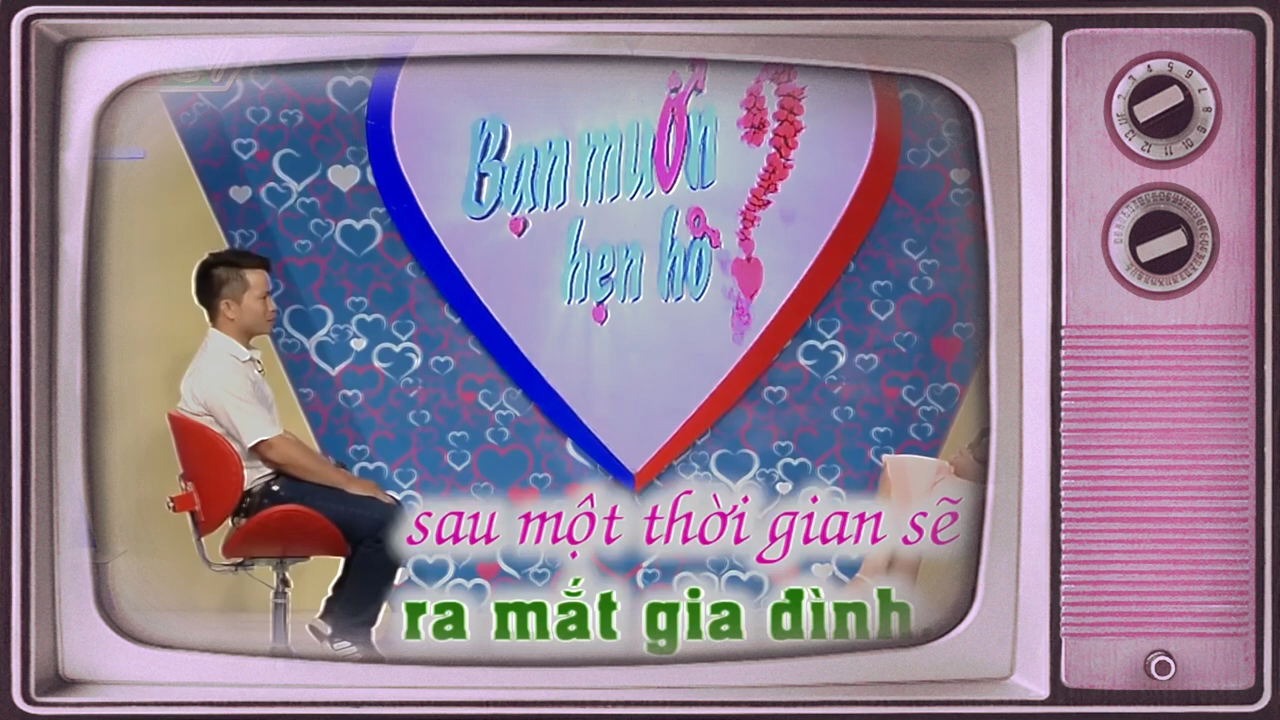 Bạn muốn
hẹn hò ?
sau một thời gian sẽ
ra mắt gia đình